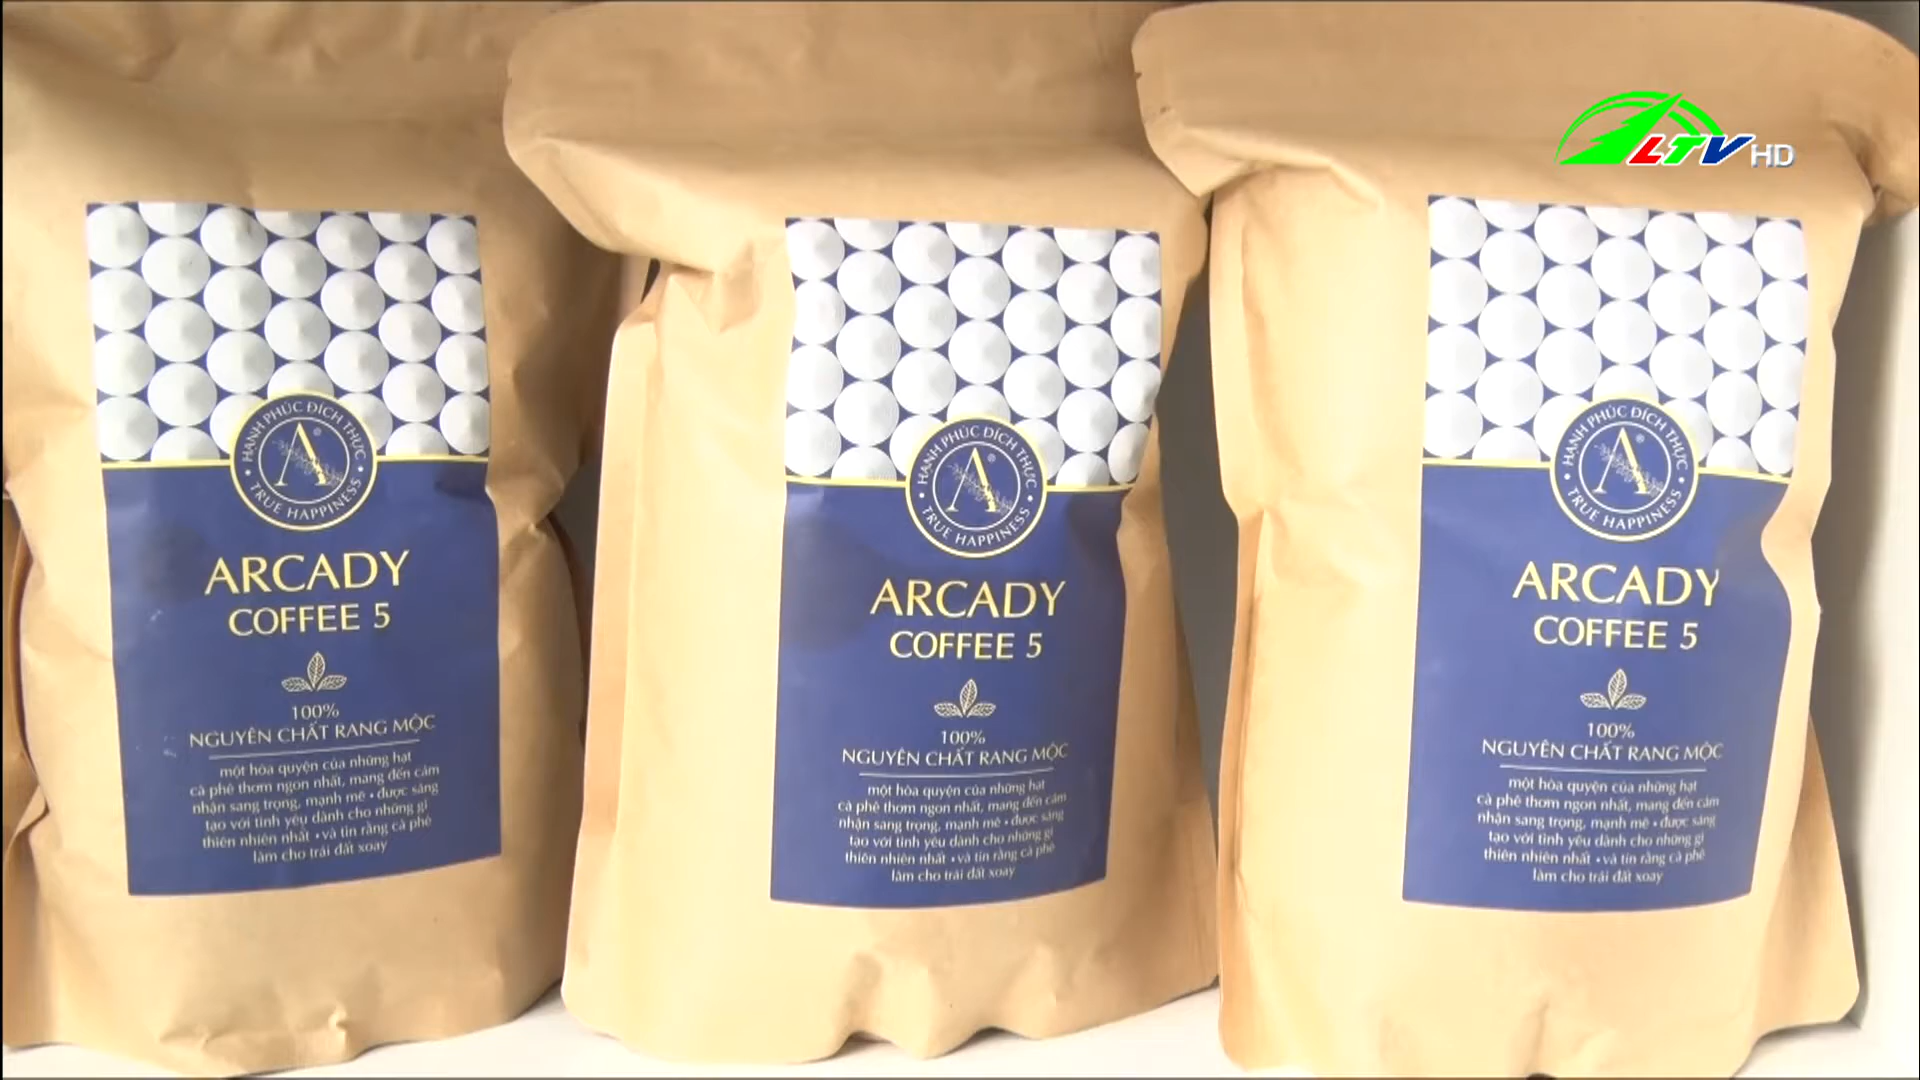 LTV HD
HẠNH PHÚC ĐÍCH THỰC
A®
TRUE HAPPINESS
ARCADY
COFFEE 5
100%
NGUYÊN CHẤT RANG MỘC
một hòa quyện của những hạt
cà phê thơm ngon nhất, mang đến cảm
nhận sang trọng, mạnh mẽ • được sáng
tạo với tình yêu dành cho những gì
thiên nhiên nhất • và tin rằng cà phê
làm cho trái đất xoay
HẠNH PHÚC ĐÍCH THỰC
A®
TRUE HAPPINESS
ARCADY
COFFEE 5
100%
NGUYÊN CHẤT RANG MỘC
một hòa quyện của những hạt
cà phê thơm ngon nhất, mang đến cảm
nhận sang trọng, mạnh mẽ • được sáng
tạo với tình yêu dành cho những gì
thiên nhiên nhất • và tin rằng cà phê
làm cho trái đất xoay
HẠNH PHÚC ĐÍCH THỰC
A®
TRUE HAPPINESS
ARCADY
COFFEE 5
100%
NGUYÊN CHẤT RANG MỘC
một hòa quyện của những hạt
cà phê thơm ngon nhất, mang đến cảm
nhận sang trọng, mạnh mẽ • được sáng
tạo với tình yêu dành cho những gì
thiên nhiên nhất • và tin rằng cà phê
làm cho trái đất xoay